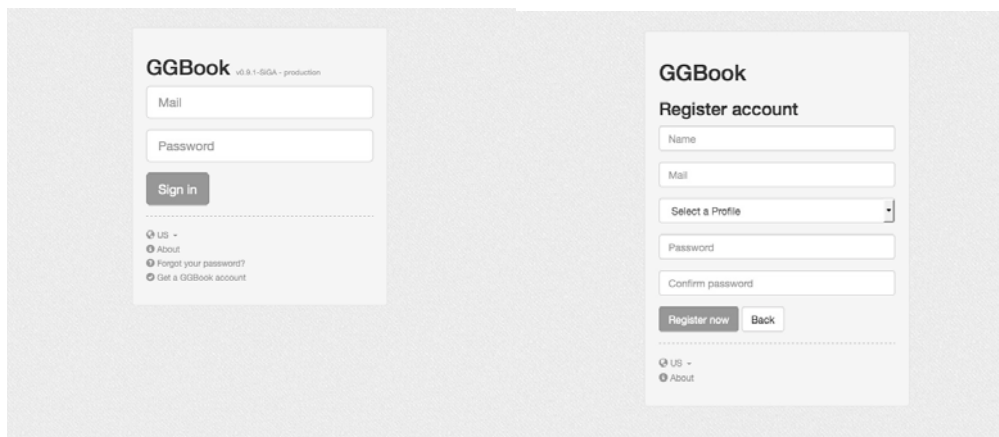 GGBook v0.9.1-SIGA - production
Mail
Password
Sign in
US
About
Forgot your password?
Get a GGBook account
GGBook
Register account
Name
Mail
Select a Profile
Password
Confirm password
Register now Back
US
About